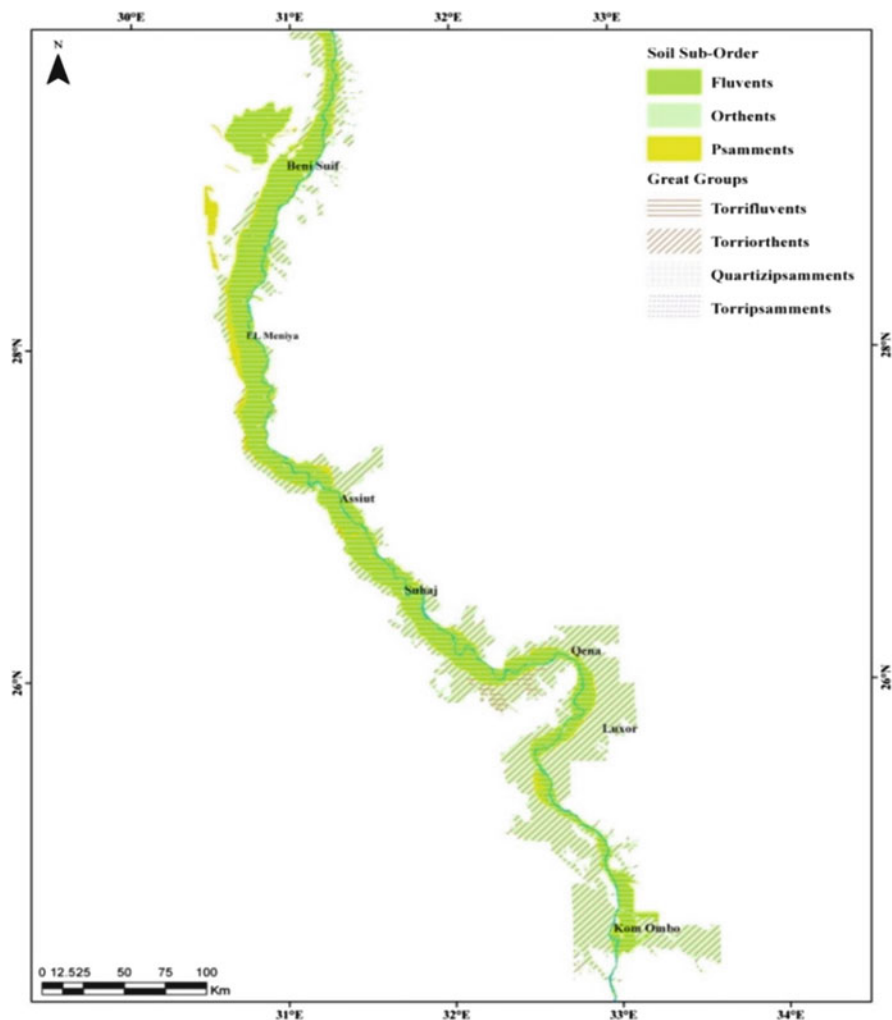 30°E 31°E 32°E 33°E
N
Soil Sub-Order
Fluvents
Orthents
Psamments
Great Groups
Torrifluvents
Torriorthents
Quartizipsamments
Torripsamments
Beni Suif
28°N
EL Meniya
28°N
Assiut
Suhaj
Qena
26°N
26°N
Luxor
Kom Ombo
0 12.525 50 75 100
Km
31°E 32°E 33°E 34°E